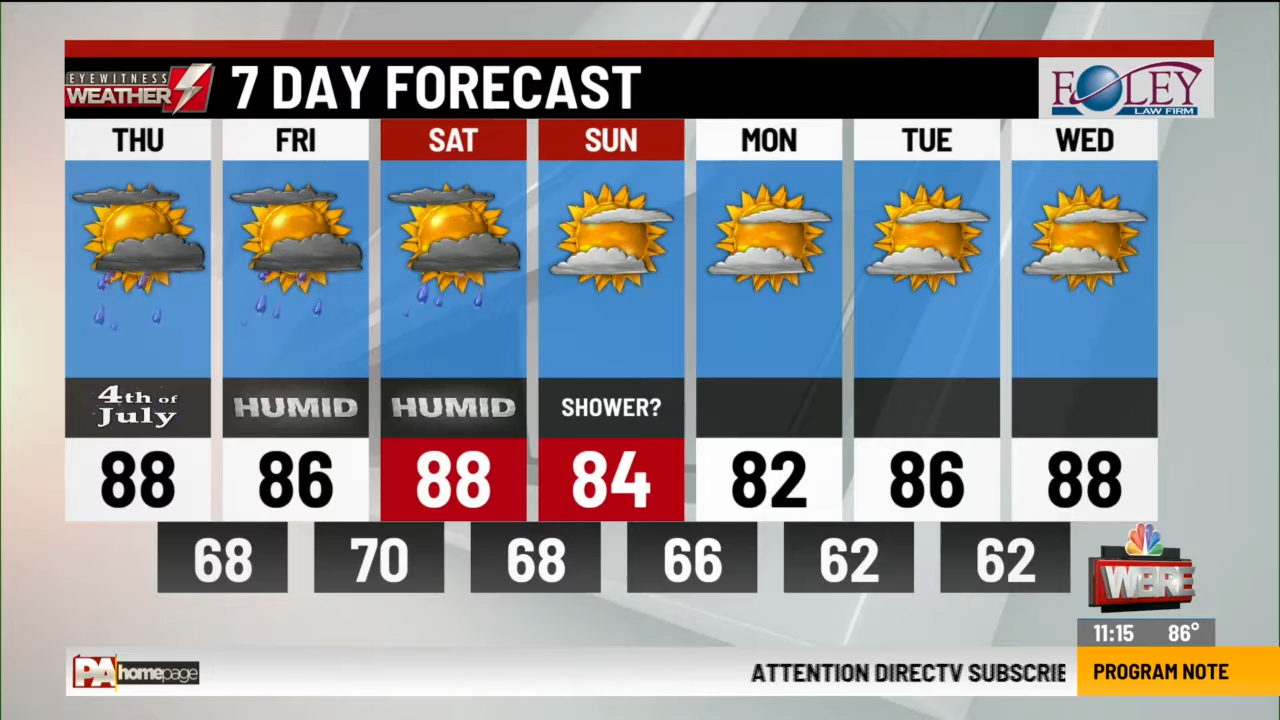 EYEWITNESS
WEATHER
7 DAY FORECAST
FOLEY
LAW FIRM
THU FRI SAT SUN MON TUE WED
4th of
July
HUMID HUMID SHOWER?
88 86 88 84 82 86 88
68 70 68 66 62 62
WBRE
11:15 86°
PA homepage
ATTENTION DIRECTV SUBSCRIE
PROGRAM NOTE